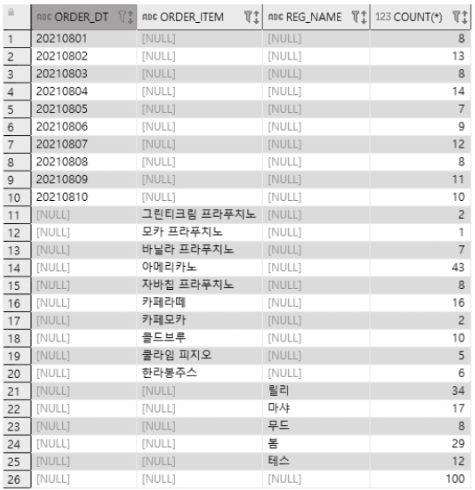 ABC ORDER_DT ABC ORDER_ITEM ABC REG_NAME 123 COUNT(*)
1 20210801 [NULL] [NULL] 8
2 20210802 [NULL] [NULL] 13
3 20210803 [NULL] [NULL] 8
4 20210804 [NULL] [NULL] 14
5 20210805 [NULL] [NULL] 7
6 20210806 [NULL] [NULL] 9
7 20210807 [NULL] [NULL] 12
8 20210808 [NULL] [NULL] 8
9 20210809 [NULL] [NULL] 11
10 20210810 [NULL] [NULL] 10
11 [NULL] 그린티크림 프라푸치노 [NULL] 2
12 [NULL] 모카 프라푸치노 [NULL] 1
13 [NULL] 바닐라 프라푸치노 [NULL] 7
14 [NULL] 아메리카노 [NULL] 43
15 [NULL] 자바칩 프라푸치노 [NULL] 8
16 [NULL] 카페라떼 [NULL] 16
17 [NULL] 카페모카 [NULL] 2
18 [NULL] 콜드브루 [NULL] 10
19 [NULL] 쿨라임 피지오 [NULL] 5
20 [NULL] 한라봉주스 [NULL] 6
21 [NULL] [NULL] 릴리 34
22 [NULL] [NULL] 마샤 17
23 [NULL] [NULL] 무드 8
24 [NULL] [NULL] 봄 29
25 [NULL] [NULL] 테스 12
26 [NULL] [NULL] [NULL] 100